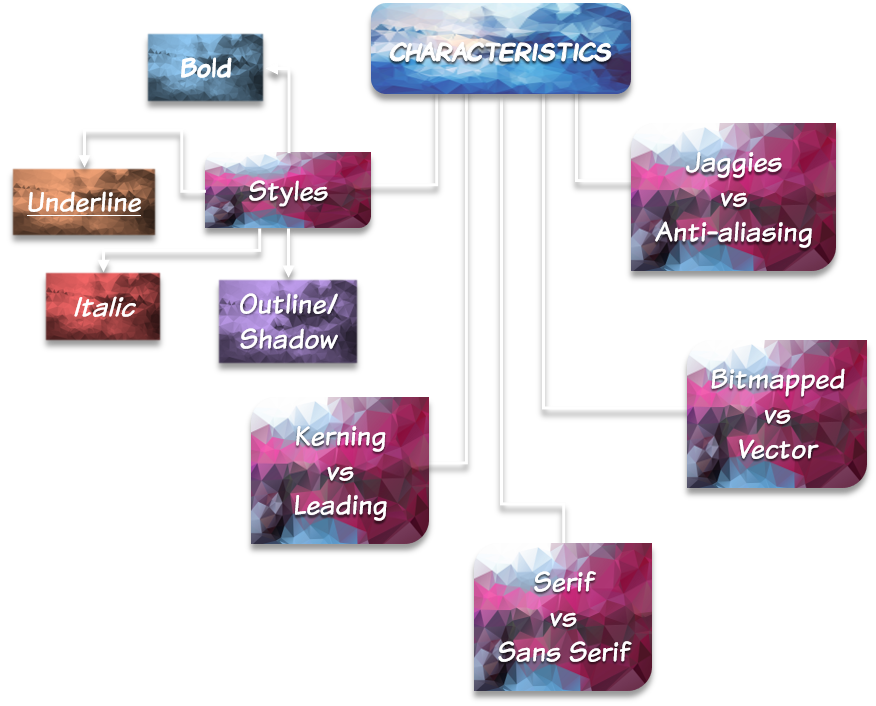 CHARACTERISTICS
Bold
Styles
Underline
Italic
Outline/
Shadow
Jaggies
vs
Anti-aliasing
Bitmapped
vs
Vector
Kerning
vs
Leading
Serif
vs
Sans Serif